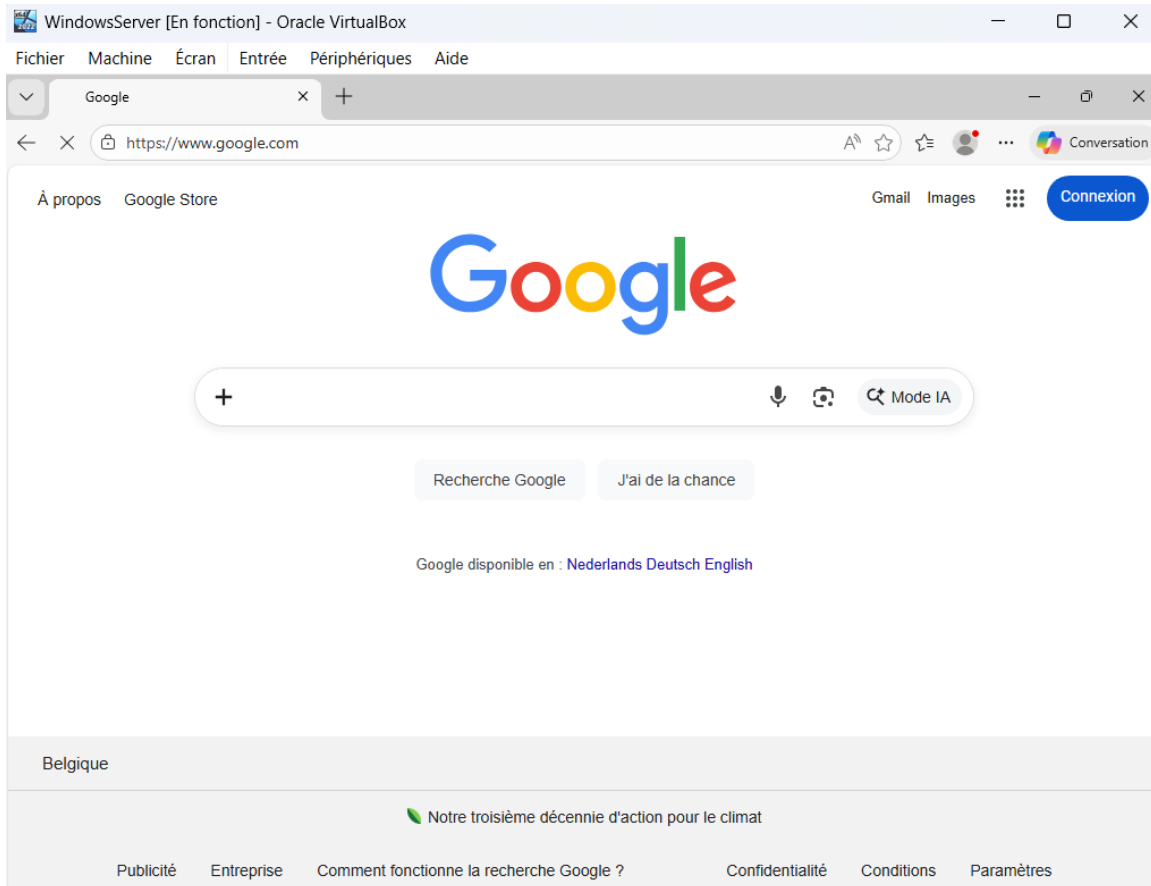 WindowsServer [En fonction] - Oracle VirtualBox
Fichier Machine Écran Entrée Périphériques Aide
Google
https://www.google.com
Conversation
À propos Google Store Gmail Images Connexion
Google
Mode IA
Recherche Google J'ai de la chance
Google disponible en : Nederlands Deutsch English
Belgique
Notre troisième décennie d'action pour le climat
Publicité Entreprise Comment fonctionne la recherche Google ? Confidentialité Conditions Paramètres